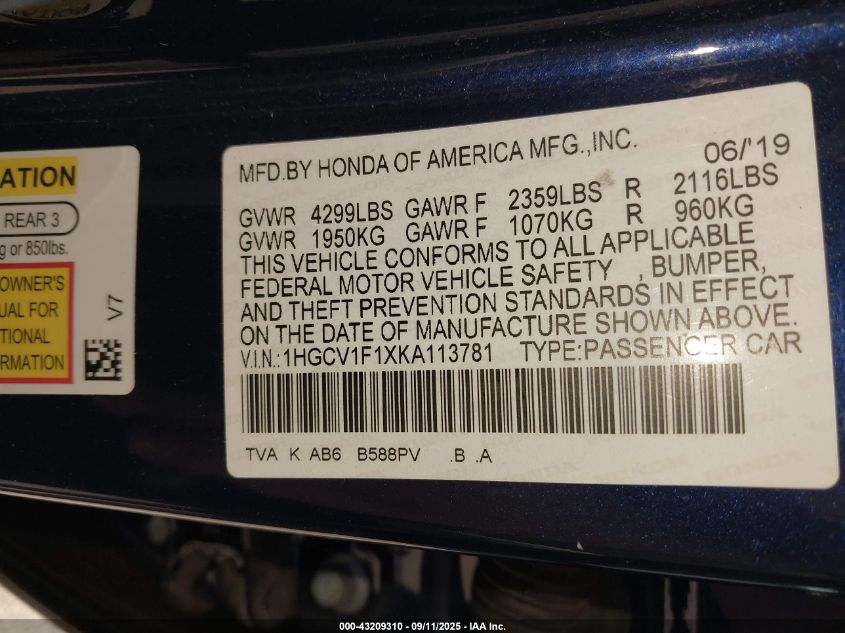 ATION
REAR 3
g or 850lbs.
OWNER'S
UAL FOR
TIONAL
RMATION
V7
MFD.BY HONDA OF AMERICA MFG.,INC. 06/'19
GVWR 4299LBS GAWR F 2359LBS R 2116LBS
GVWR 1950KG GAWR F 1070KG R 960KG
THIS VEHICLE CONFORMS TO ALL APPLICABLE
FEDERAL MOTOR VEHICLE SAFETY , BUMPER,
AND THEFT PREVENTION STANDARDS IN EFFECT
ON THE DATE OF MANUFACTURE SHOWN ABOVE.
V.I.N.:1HGCV1F1XKA113781 TYPE:PASSENGER CAR
TVA K AB6 B588PV .B .A
000-43209310 - 09/11/2025 - IAA Inc.